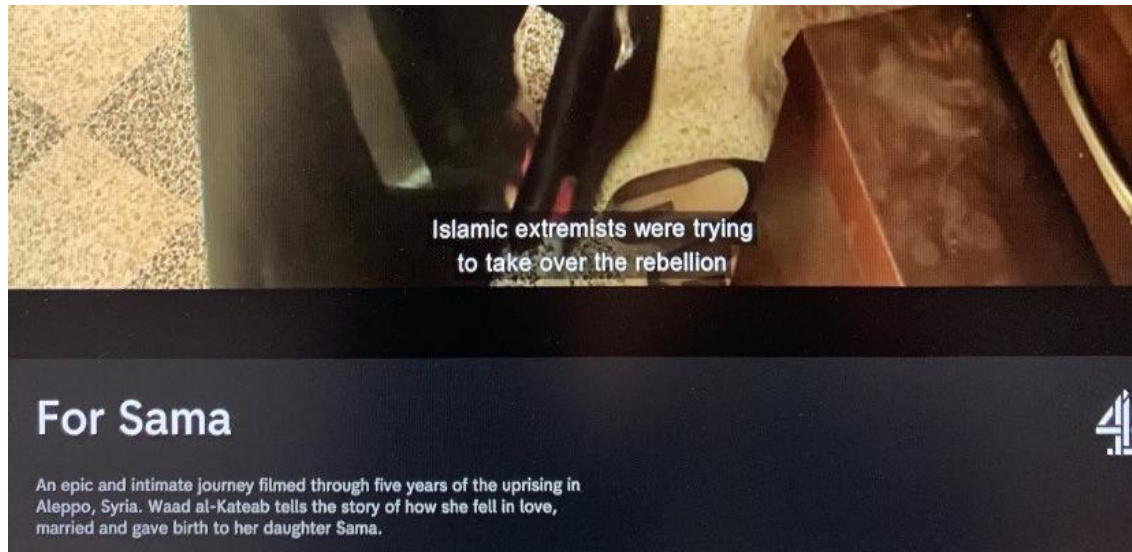 Islamic extremists were trying
to take over the rebellion
For Sama
4
An epic and intimate journey filmed through five years of the uprising in
Aleppo, Syria. Waad al-Kateab tells the story of how she fell in love,
married and gave birth to her daughter Sama.